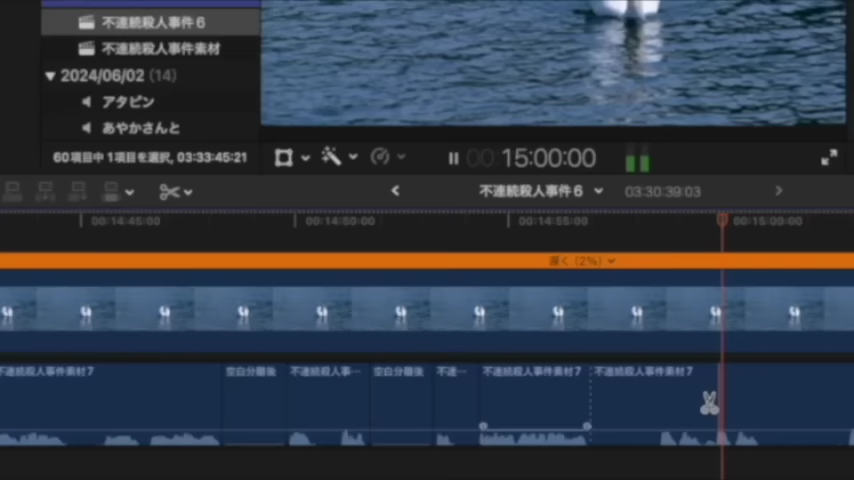 不連続殺人事件6
不連続殺人事件素材
2024/06/02 (14)
アタピン
あやかさんと
60項目中1項目を選択, 03:33:45:21
00:15:00:00
不連続殺人事件6
03:30:39:03
00:14:45:00
00:14:50:00
00:14:55:00
00:15:00:00
遅く (2%)
不連続殺人事件素材7
空白分離後
不連続殺人事…
空白分離後
不連…
不連続殺人事件素材7
不連続殺人事件素材7